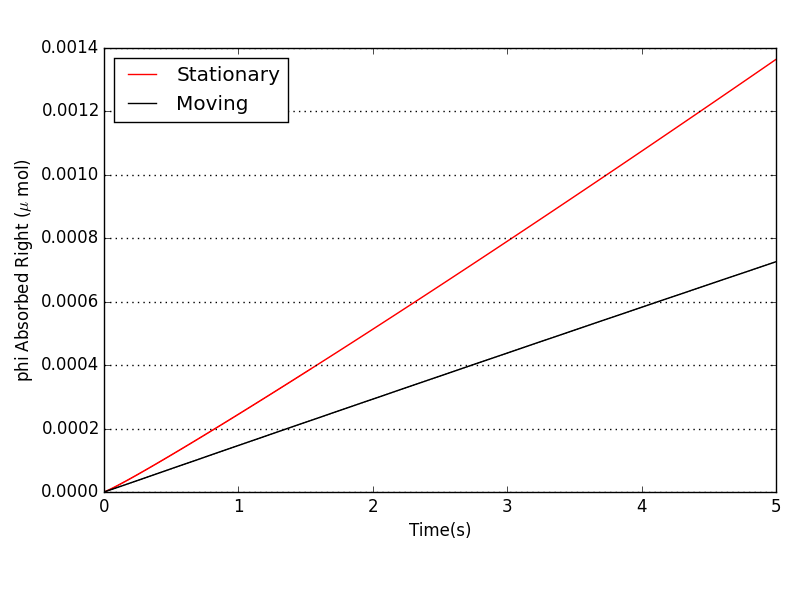 0.0014
0.0012
0.0010
0.0008
0.0006
0.0004
0.0002
0.0000
phi Absorbed Right (μ mol)
Stationary
Moving
0 1 2 3 4 5
Time(s)